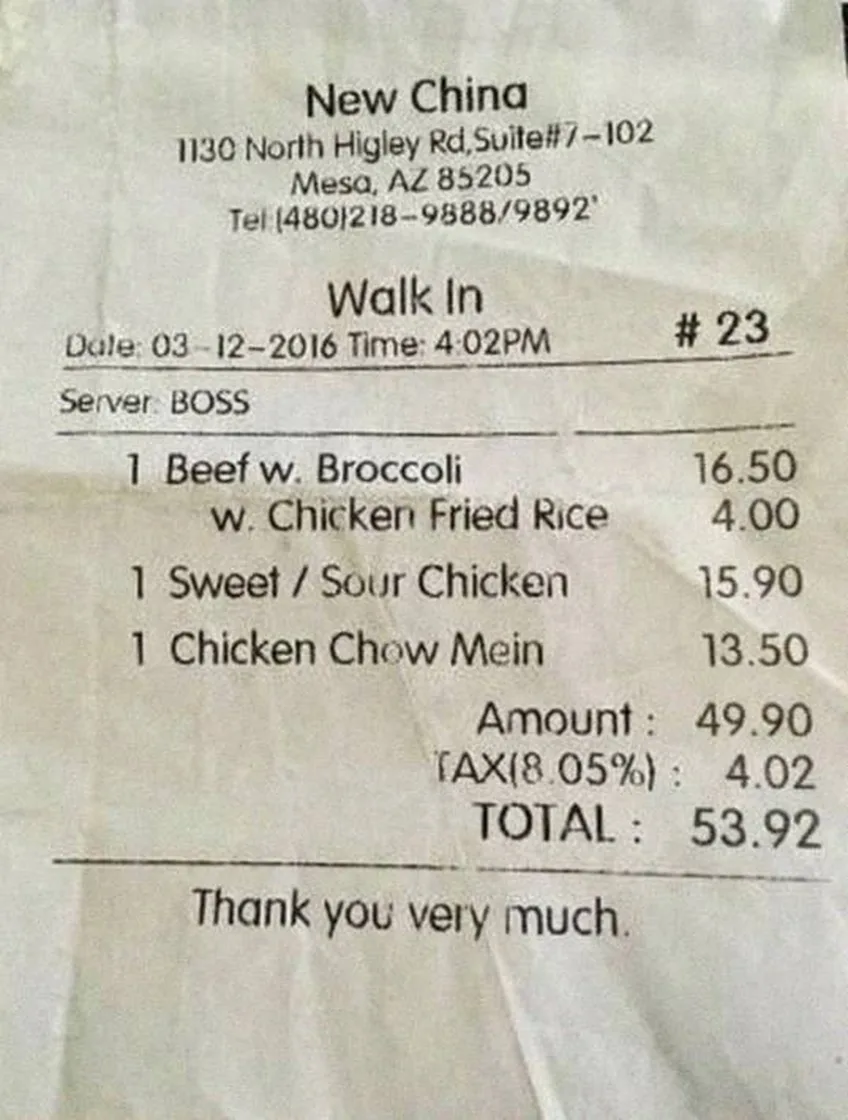 New China
1130 North Higley Rd,Suite#7-102
Mesa, AZ 85205
Tel:(480)218-9888/9892'
Walk In
Date: 03-12-2016 Time: 4:02PM # 23
Server: BOSS
1 Beef w. Broccoli 16.50
w. Chicken Fried Rice 4.00
1 Sweet / Sour Chicken 15.90
1 Chicken Chow Mein 13.50
Amount : 49.90
TAX(8.05%) : 4.02
TOTAL : 53.92
Thank you very much.